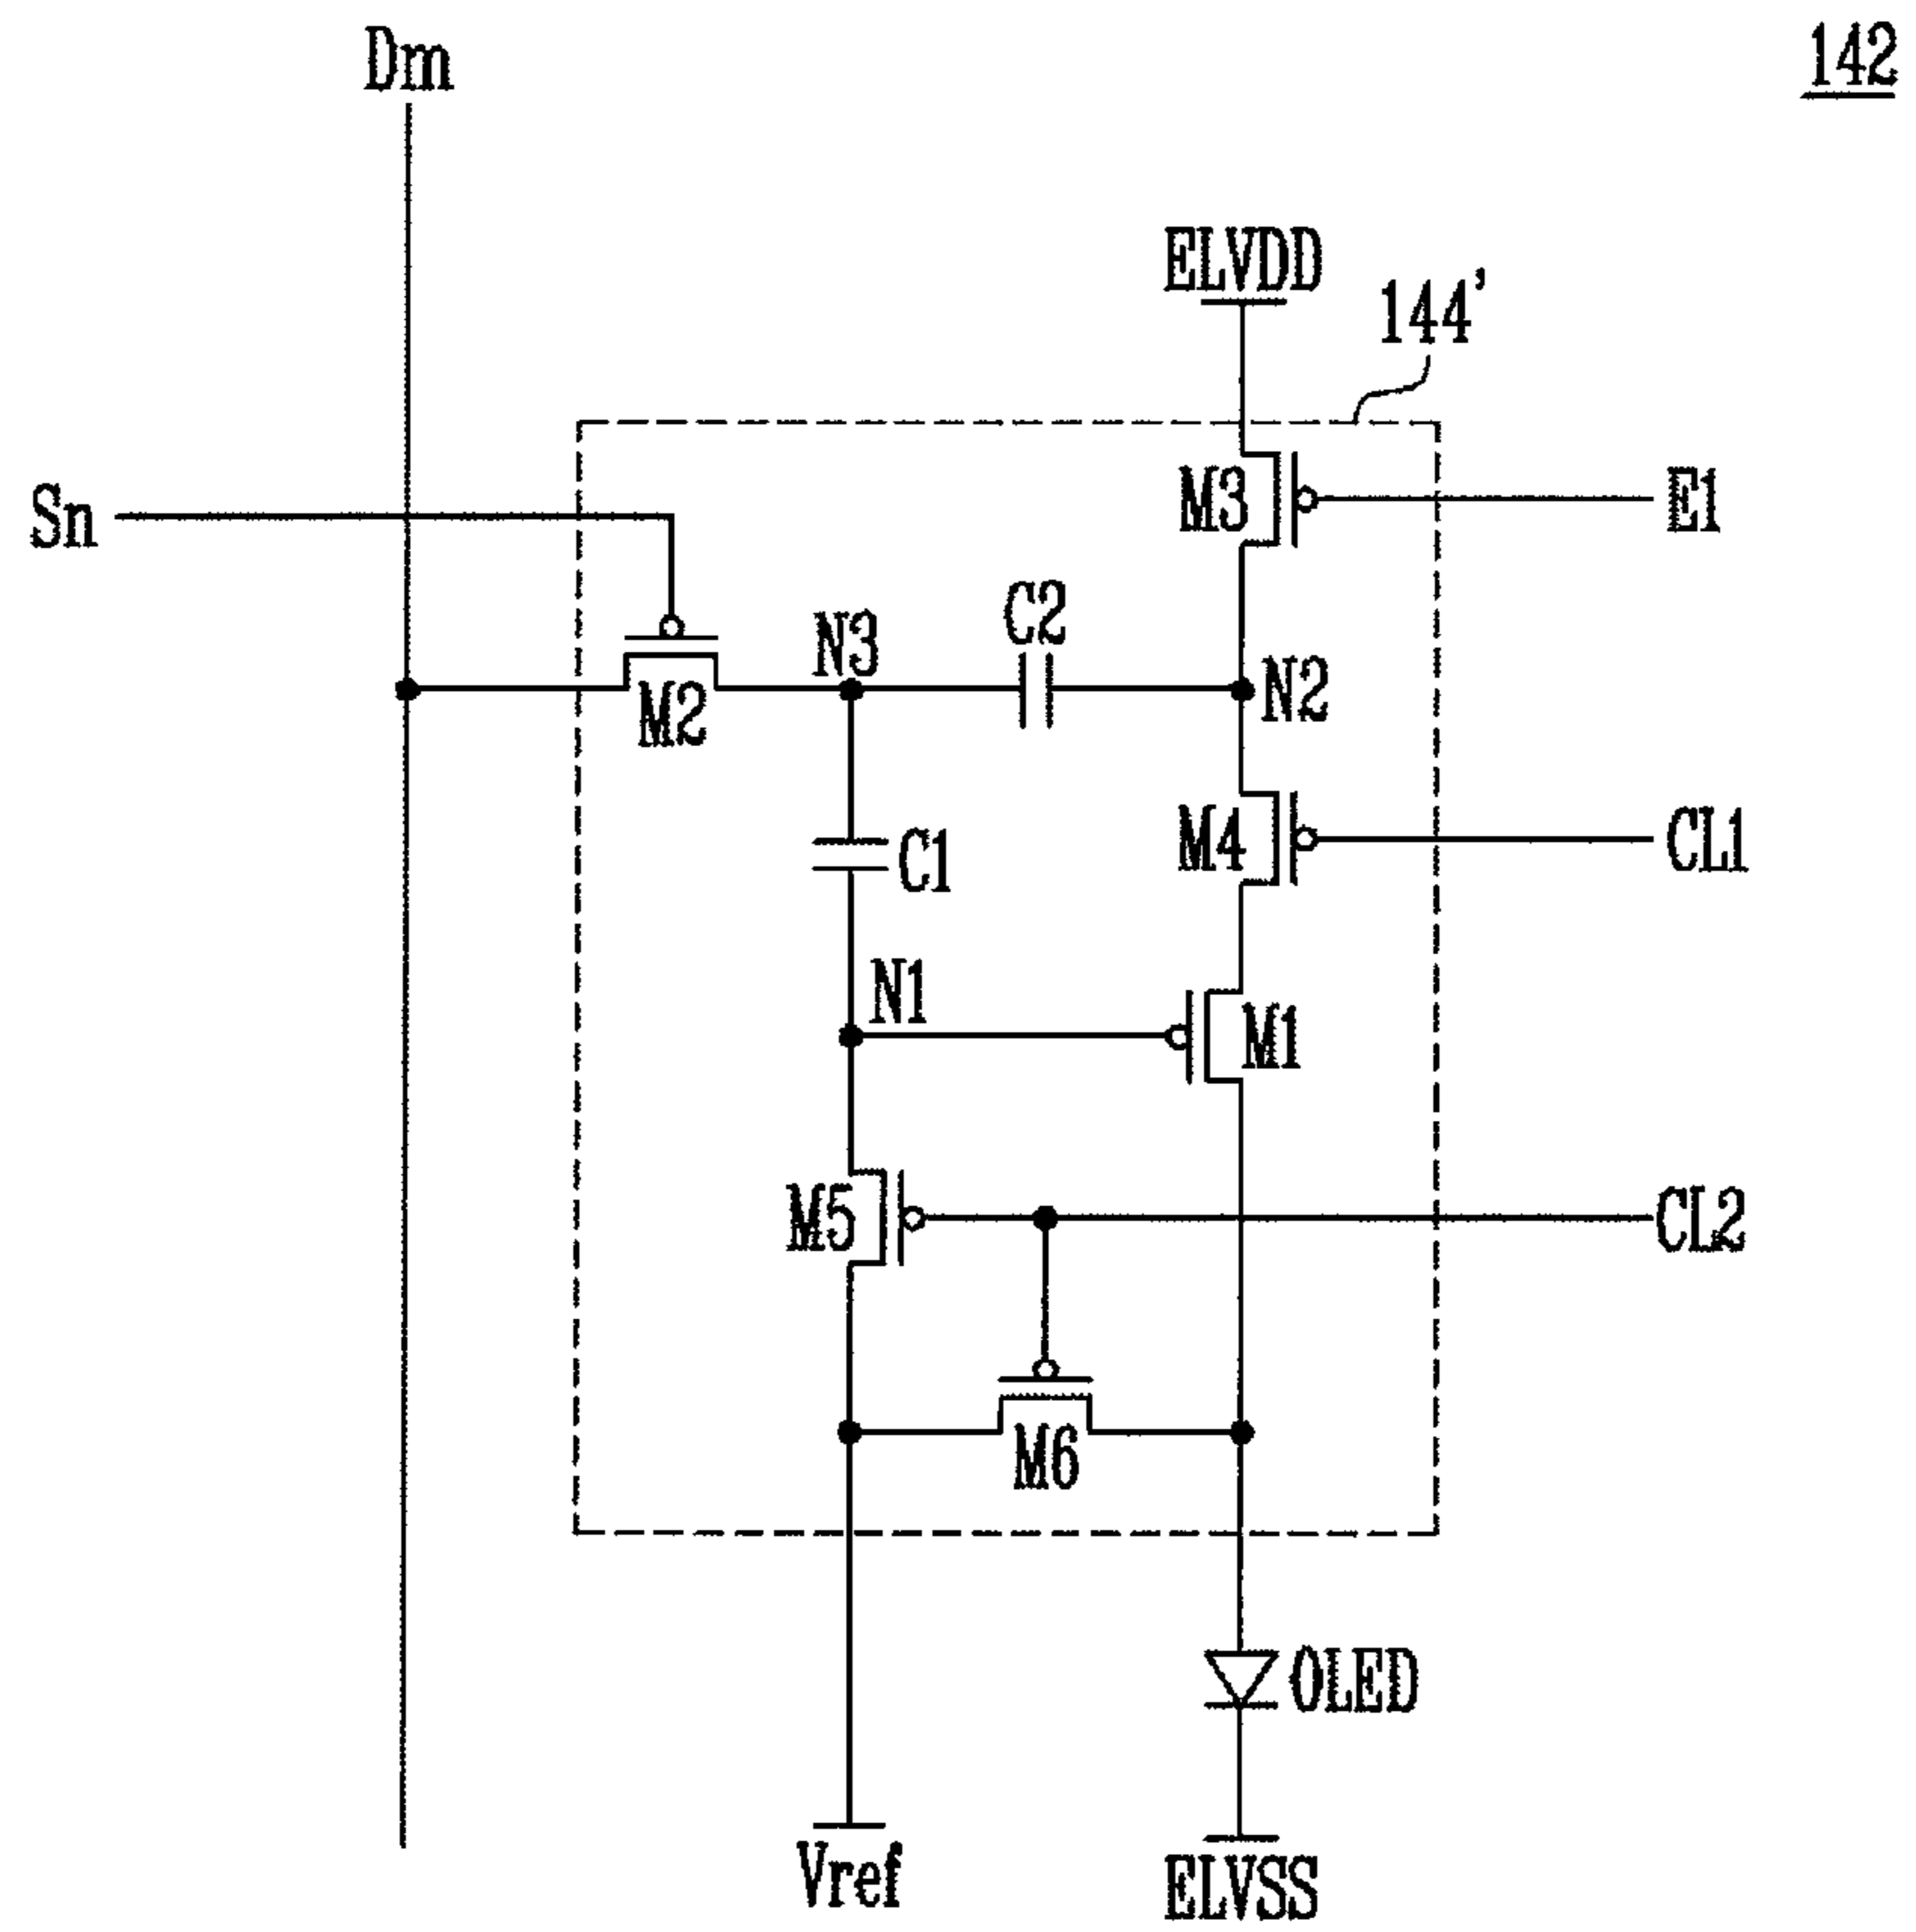 Dm
142
ELVDD
144'
Sn
M3
E1
C2
N3
N2
M2
M4
CL1
C1
N1
M1
M5
CL2
M6
OLED
Vref
ELVSS